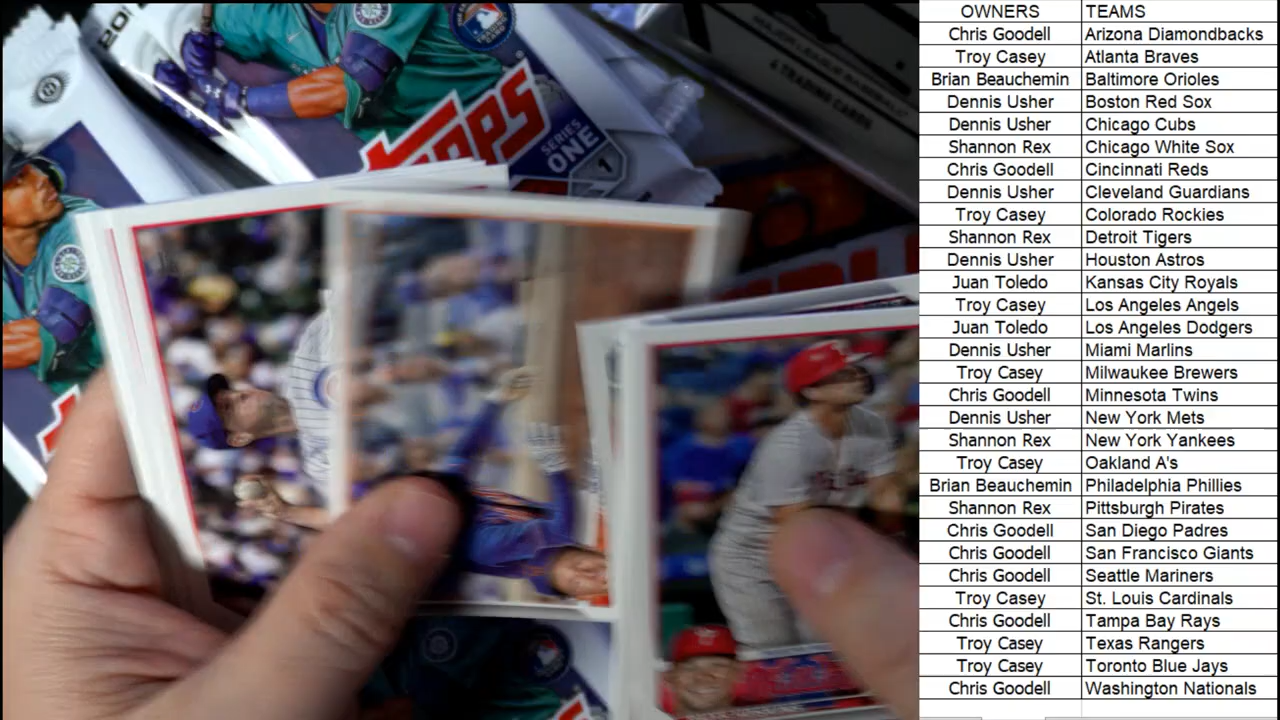 OWNERS TEAMS
Chris Goodell Arizona Diamondbacks
Troy Casey Atlanta Braves
Brian Beauchemin Baltimore Orioles
Dennis Usher Boston Red Sox
Dennis Usher Chicago Cubs
Shannon Rex Chicago White Sox
Chris Goodell Cincinnati Reds
Dennis Usher Cleveland Guardians
Troy Casey Colorado Rockies
Shannon Rex Detroit Tigers
Dennis Usher Houston Astros
Juan Toledo Kansas City Royals
Troy Casey Los Angeles Angels
Juan Toledo Los Angeles Dodgers
Dennis Usher Miami Marlins
Troy Casey Milwaukee Brewers
Chris Goodell Minnesota Twins
Dennis Usher New York Mets
Shannon Rex New York Yankees
Troy Casey Oakland A's
Brian Beauchemin Philadelphia Phillies
Shannon Rex Pittsburgh Pirates
Chris Goodell San Diego Padres
Chris Goodell San Francisco Giants
Chris Goodell Seattle Mariners
Troy Casey St. Louis Cardinals
Chris Goodell Tampa Bay Rays
Troy Casey Texas Rangers
Troy Casey Toronto Blue Jays
Chris Goodell Washington Nationals
TOPPS
SERIES
ONE
1
TRADING CARDS